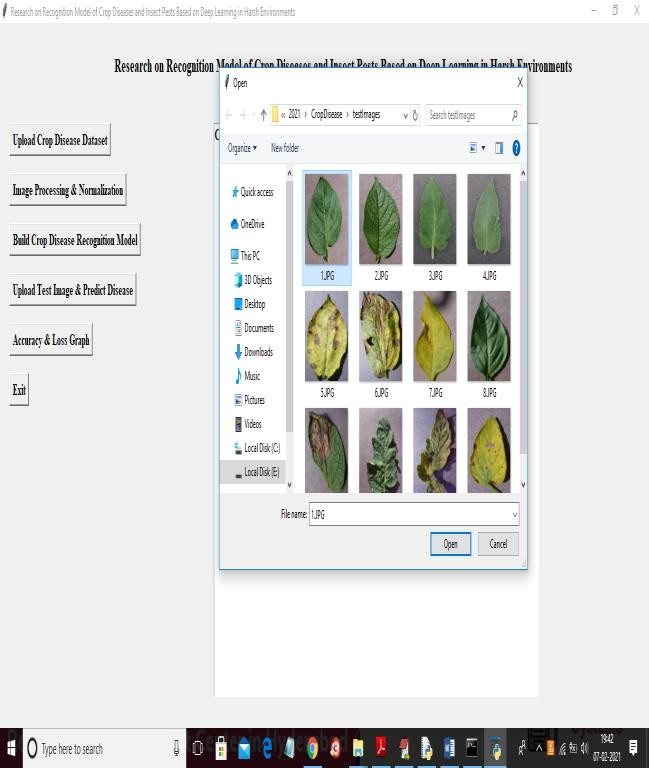 Research on Recognition Model of Crop Diseases and Insect Pests Based on Deep Learning in Harsh Environments
Research on Recognition Model of Crop Diseases and Insect Pests Based on Deep Learning in Harsh Environments
Upload Crop Disease Dataset
Image Processing & Normalization
Build Crop Disease Recognition Model
Upload Test Image & Predict Disease
Accuracy & Loss Graph
Exit
C
Open
« 2021 › CropDisease › testImages
Search testImages
Organize
New folder
Quick access
OneDrive
This PC
3D Objects
Desktop
Documents
Downloads
Music
Pictures
Videos
Local Disk (C:)
Local Disk (E:)
1.JPG
2.JPG
3.JPG
4.JPG
5.JPG
6.JPG
7.JPG
8.JPG
File name: 1.JPG
Open
Cancel
Type here to search
19:42
07-02-2021